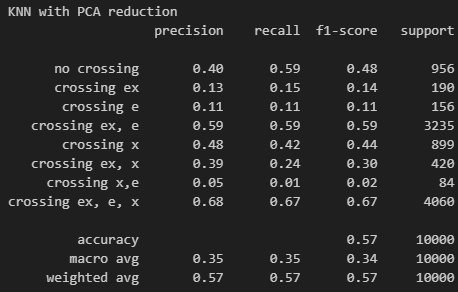 KNN with PCA reduction
precision recall f1-score support
no crossing 0.40 0.59 0.48 956
crossing ex 0.13 0.15 0.14 190
crossing e 0.11 0.11 0.11 156
crossing ex, e 0.59 0.59 0.59 3235
crossing x 0.48 0.42 0.44 899
crossing ex, x 0.39 0.24 0.30 420
crossing x,e 0.05 0.01 0.02 84
crossing ex, e, x 0.68 0.67 0.67 4060
accuracy 0.57 10000
macro avg 0.35 0.35 0.34 10000
weighted avg 0.57 0.57 0.57 10000